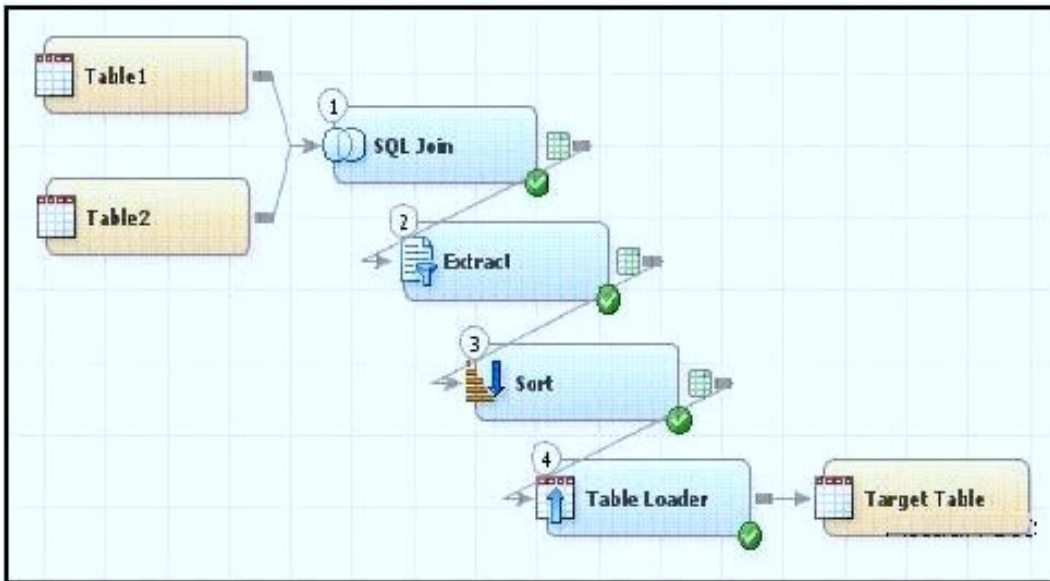 Table1
1
SQL Join
Table2
2
Extract
3
Sort
4
Table Loader
Target Table